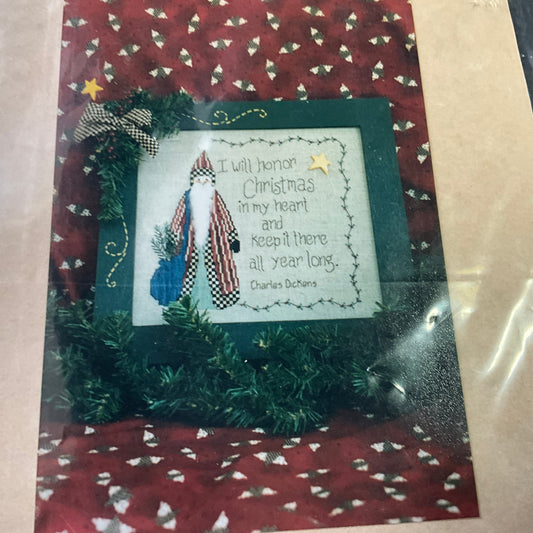 I will honor
Christmas
in my heart
and
keep it there
all year long.
Charles Dickens